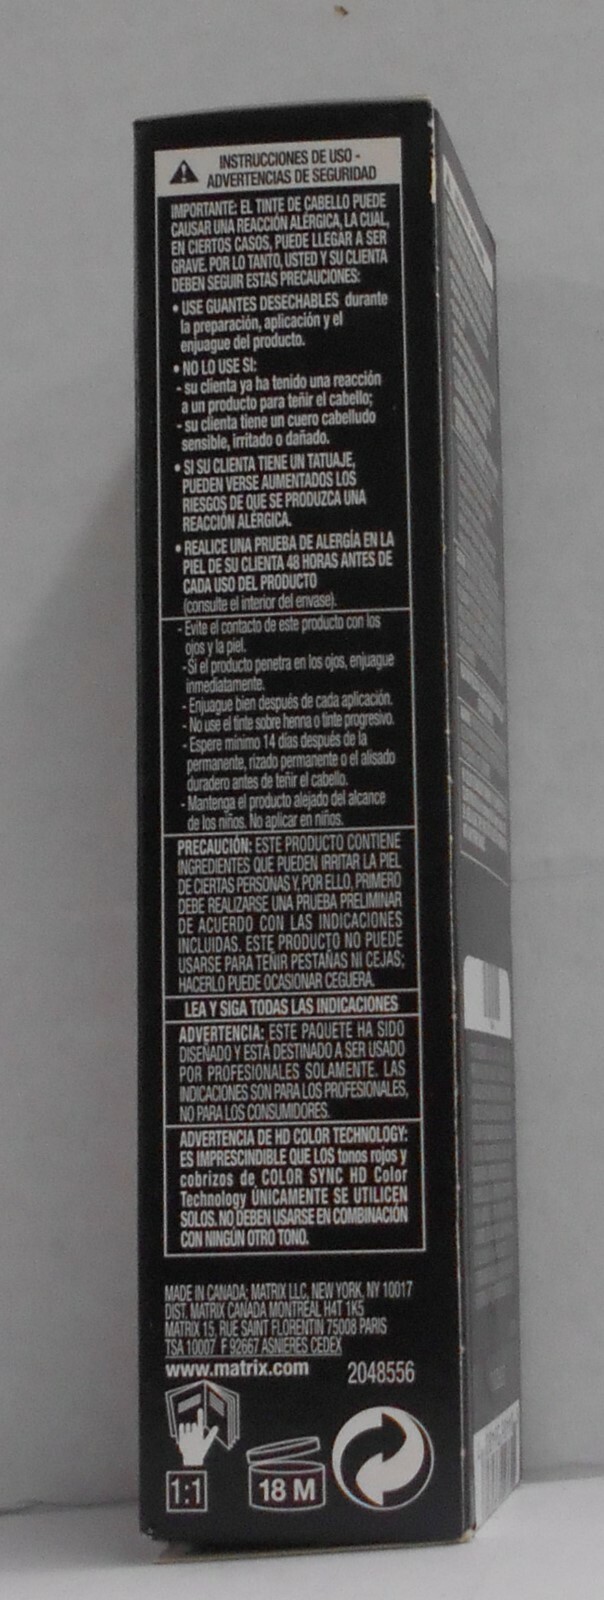 INSTRUCCIONES DE USO -
ADVERTENCIAS DE SEGURIDAD
IMPORTANTE: EL TINTE DE CABELLO PUEDE
CAUSAR UNA REACCIÓN ALÉRGICA, LA CUAL,
EN CIERTOS CASOS, PUEDE LLEGAR A SER
GRAVE. POR LO TANTO, USTED Y SU CLIENTA
DEBEN SEGUIR ESTAS PRECAUCIONES:
• USE GUANTES DESECHABLES durante
la preparación, aplicación y el
enjuague del producto.
• NO LO USE SI:
- su clienta ya ha tenido una reacción
a un producto para teñir el cabello;
- su clienta tiene un cuero cabelludo
sensible, irritado o dañado.
• SI SU CLIENTA TIENE UN TATUAJE,
PUEDEN VERSE AUMENTADOS LOS
RIESGOS DE QUE SE PRODUZCA UNA
REACCIÓN ALÉRGICA.
• REALICE UNA PRUEBA DE ALERGÍA EN LA
PIEL DE SU CLIENTA 48 HORAS ANTES DE
CADA USO DEL PRODUCTO
(consulte el interior del envase).
- Evite el contacto de este producto con los
ojos y la piel.
- Si el producto penetra en los ojos, enjuague
inmediatamente.
- Enjuague bien después de cada aplicación.
- No use el tinte sobre henna o tinte progresivo.
- Espere mínimo 14 días después de la
permanente, rizado permanente o el alisado
duradero antes de teñir el cabello.
- Mantenga el producto alejado del alcance
de los niños. No aplicar en niños.
PRECAUCIÓN: ESTE PRODUCTO CONTIENE
INGREDIENTES QUE PUEDEN IRRITAR LA PIEL
DE CIERTAS PERSONAS Y, POR ELLO, PRIMERO
DEBE REALIZARSE UNA PRUEBA PRELIMINAR
DE ACUERDO CON LAS INDICACIONES
INCLUIDAS. ESTE PRODUCTO NO PUEDE
USARSE PARA TEÑIR PESTAÑAS NI CEJAS;
HACERLO PUEDE OCASIONAR CEGUERA.
LEA Y SIGA TODAS LAS INDICACIONES
ADVERTENCIA: ESTE PAQUETE HA SIDO
DISEÑADO Y ESTÁ DESTINADO A SER USADO
POR PROFESIONALES SOLAMENTE. LAS
INDICACIONES SON PARA LOS PROFESIONALES,
NO PARA LOS CONSUMIDORES.
ADVERTENCIA DE HD COLOR TECHNOLOGY:
ES IMPRESCINDIBLE QUE LOS tonos rojos y
cobrizos de COLOR SYNC HD Color
Technology ÚNICAMENTE SE UTILICEN
SOLOS. NO DEBEN USARSE EN COMBINACIÓN
CON NINGÚN OTRO TONO.
MADE IN CANADA; MATRIX LLC, NEW YORK, NY 10017
DIST. MATRIX CANADA MONTRÉAL H4T 1K5
MATRIX 15, RUE SAINT FLORENTIN 75008 PARIS
TSA 10007 F 92667 ASNIERES CEDEX
www.matrix.com 2048556
1:1 18 M